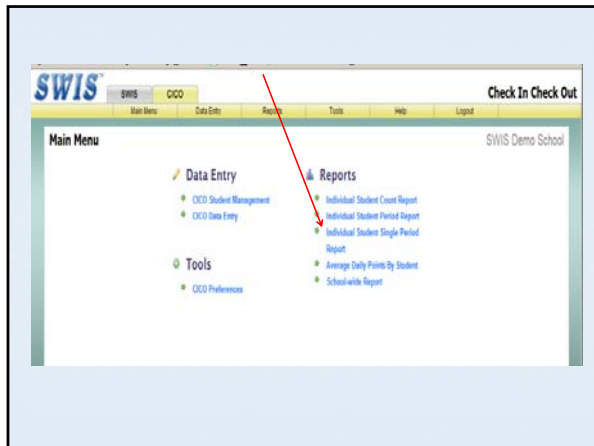 SWIS
SWIS CICO
Check In Check Out
Main Menu Data Entry Reports Tools Help Logout
Main Menu
SWIS Demo School
Data Entry
CICO Student Management
CICO Data Entry
Tools
CICO Preferences
Reports
Individual Student Count Report
Individual Student Period Report
Individual Student Single Period
Report
Average Daily Points By Student
School-wide Report